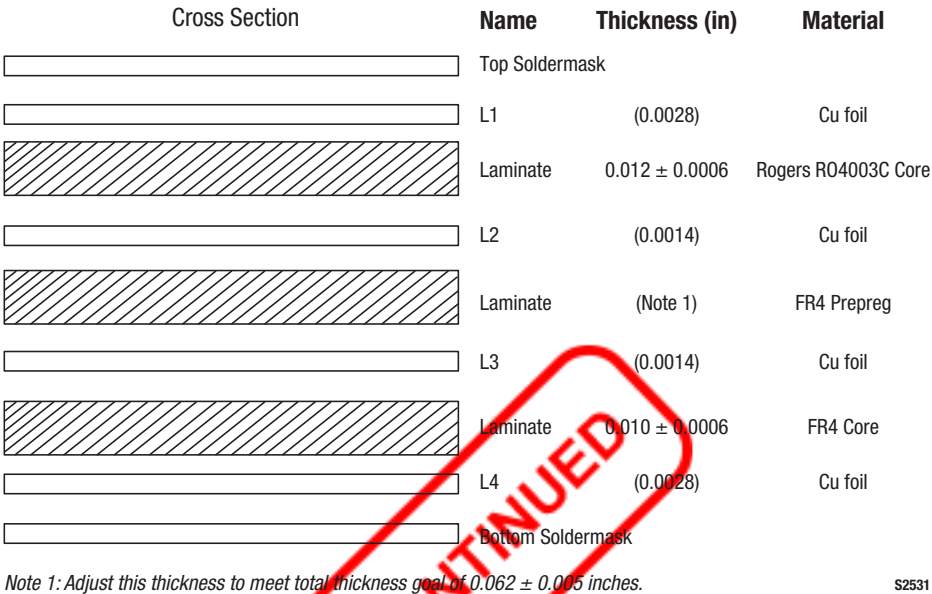 Cross Section Name Thickness (in) Material
Top Soldermask
L1 (0.0028) Cu foil
Laminate 0.012 ± 0.0006 Rogers RO4003C Core
L2 (0.0014) Cu foil
Laminate (Note 1) FR4 Prepreg
L3 (0.0014) Cu foil
Laminate 0.010 ± 0.0006 FR4 Core
L4 (0.0028) Cu foil
Bottom Soldermask
TINUED
Note 1: Adjust this thickness to meet total thickness goal of 0.062 ± 0.005 inches. S2531